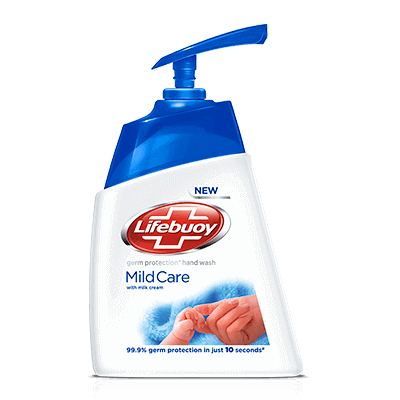 NEW
Lifebuoy
germ protection* hand wash
Mild Care
with milk cream
99.9% germ protection in just 10 seconds*